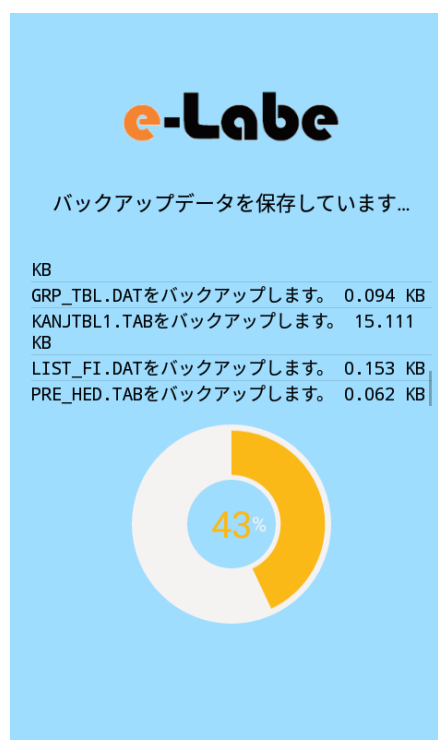 e-Labe
バックアップデータを保存しています…
KB
GRP_TBL.DATをバックアップします。 0.094 KB
KANJTBL1.TABをバックアップします。 15.111
KB
LIST_FI.DATをバックアップします。 0.153 KB
PRE_HED.TABをバックアップします。 0.062 KB
43%